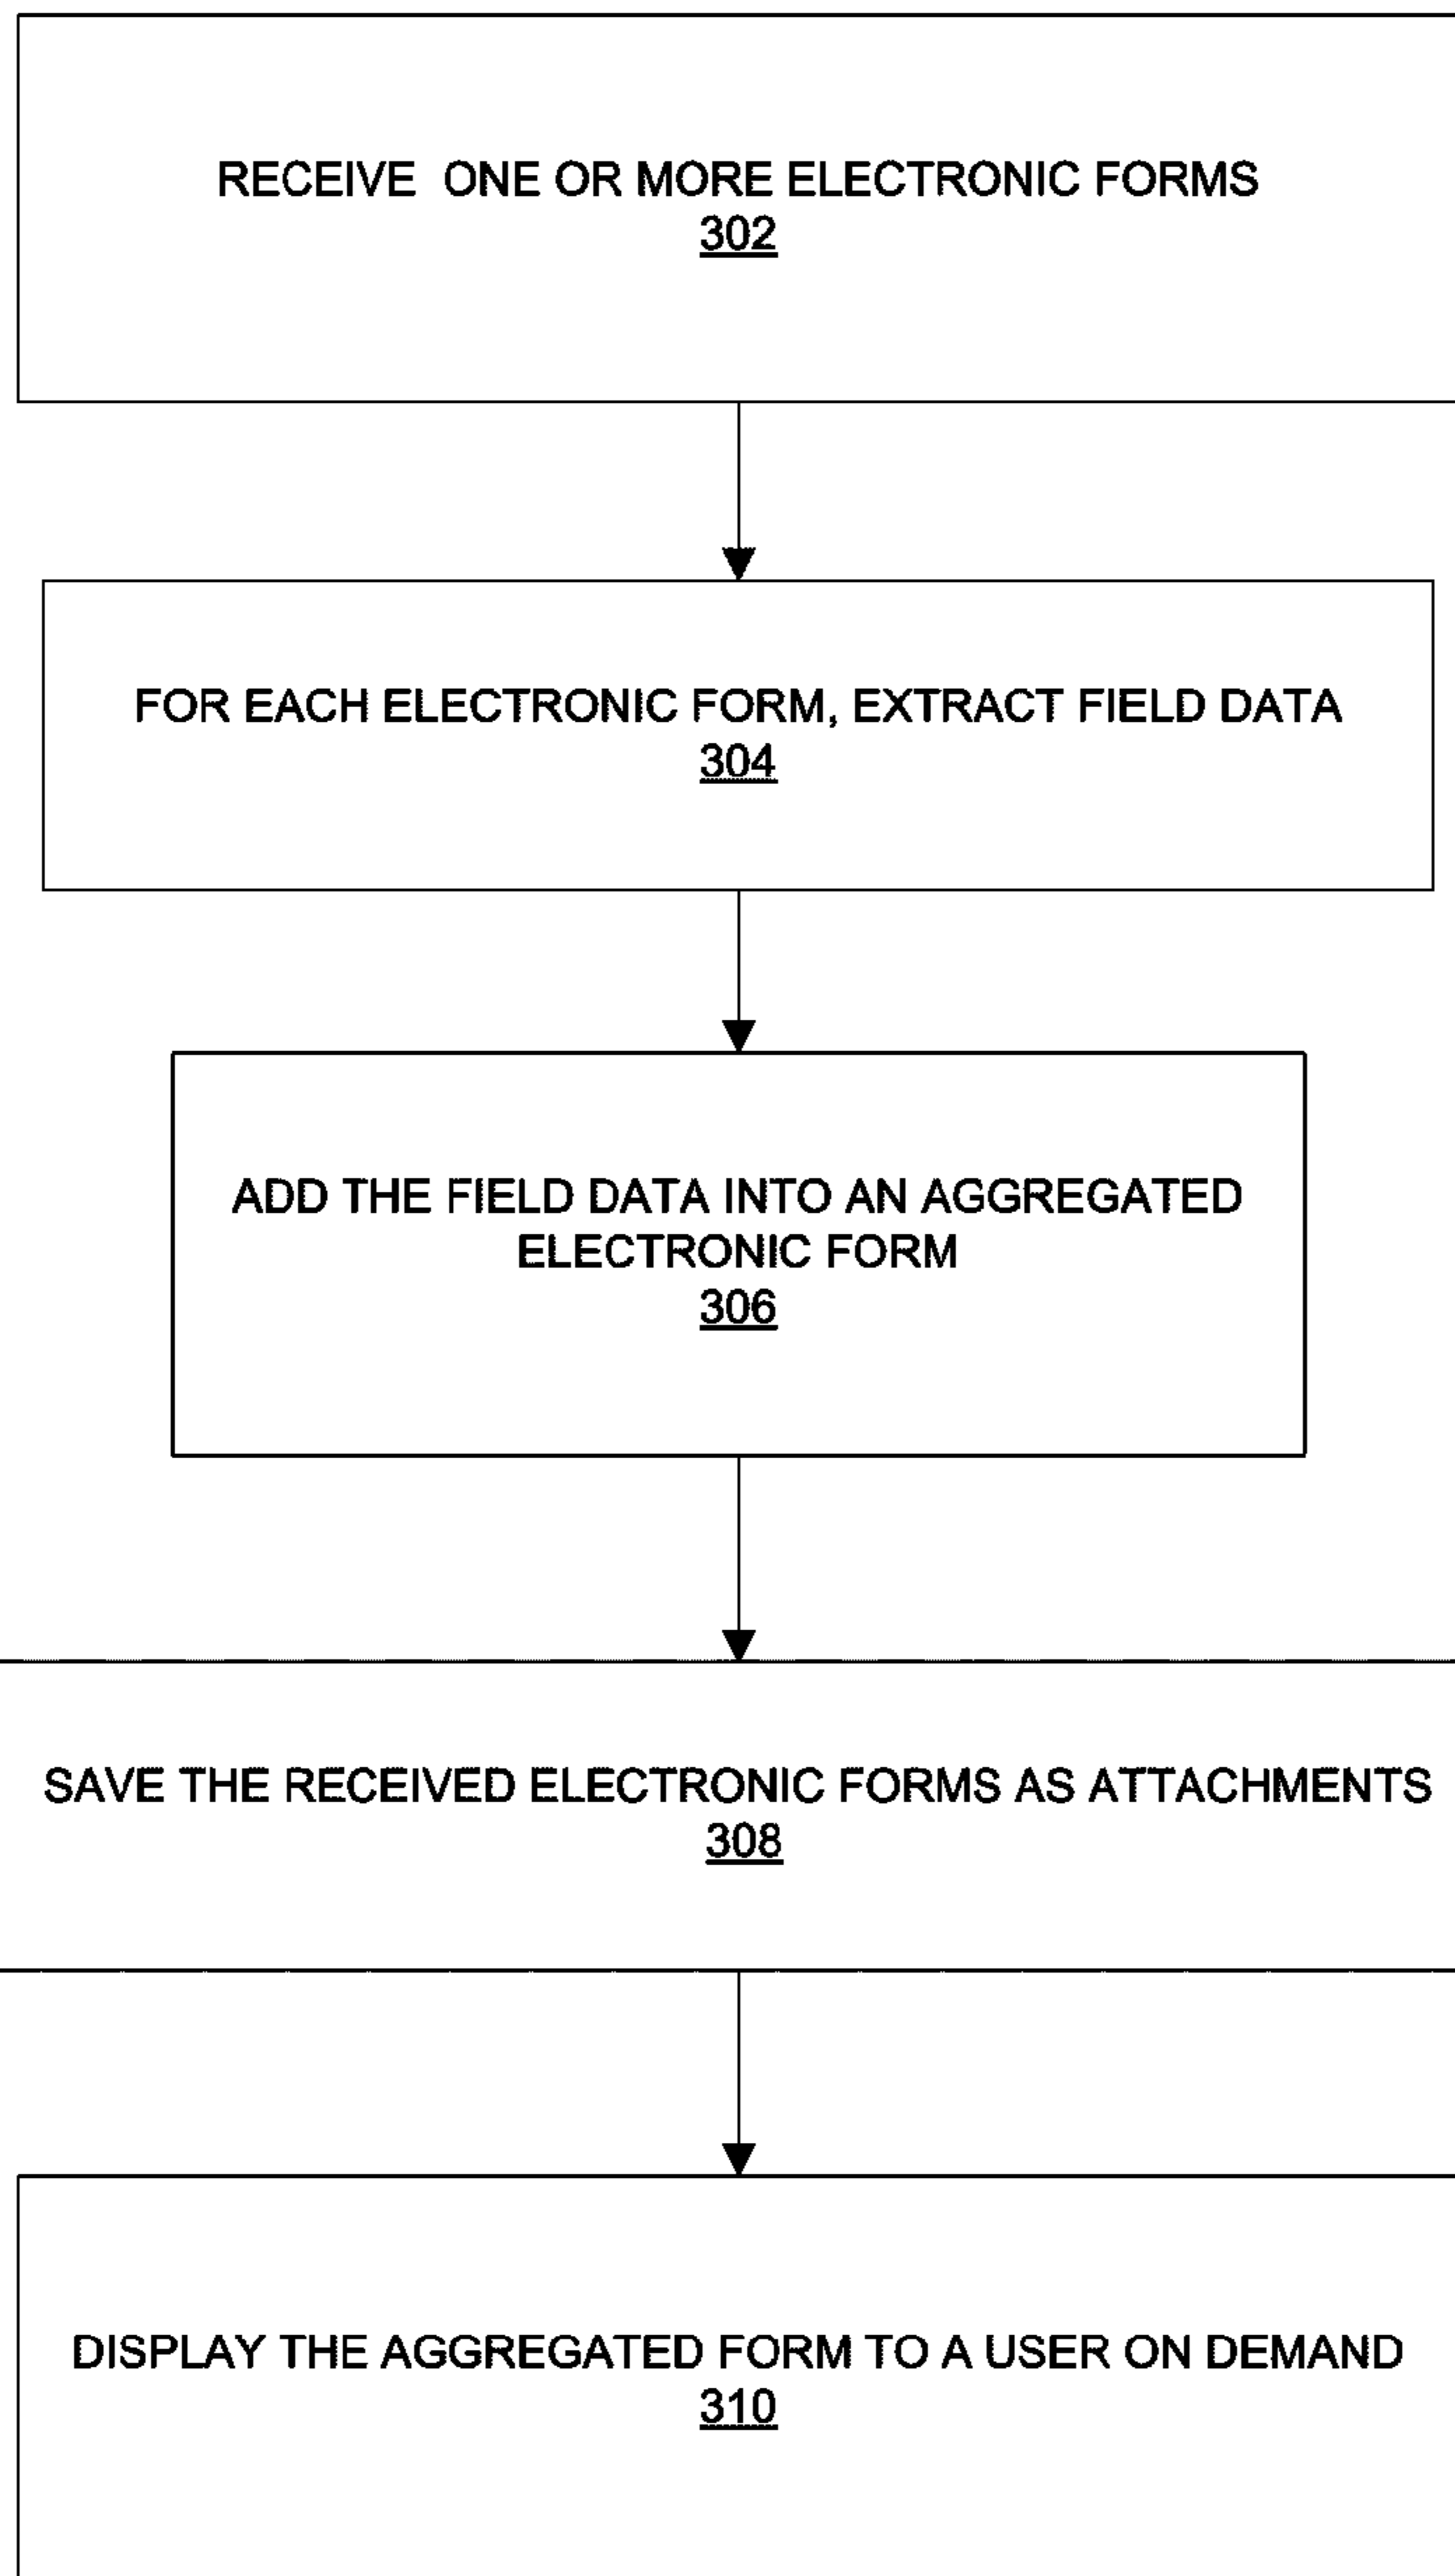 RECEIVE ONE OR MORE ELECTRONIC FORMS
302
FOR EACH ELECTRONIC FORM, EXTRACT FIELD DATA
304
ADD THE FIELD DATA INTO AN AGGREGATED
ELECTRONIC FORM
306
SAVE THE RECEIVED ELECTRONIC FORMS AS ATTACHMENTS
308
DISPLAY THE AGGREGATED FORM TO A USER ON DEMAND
310